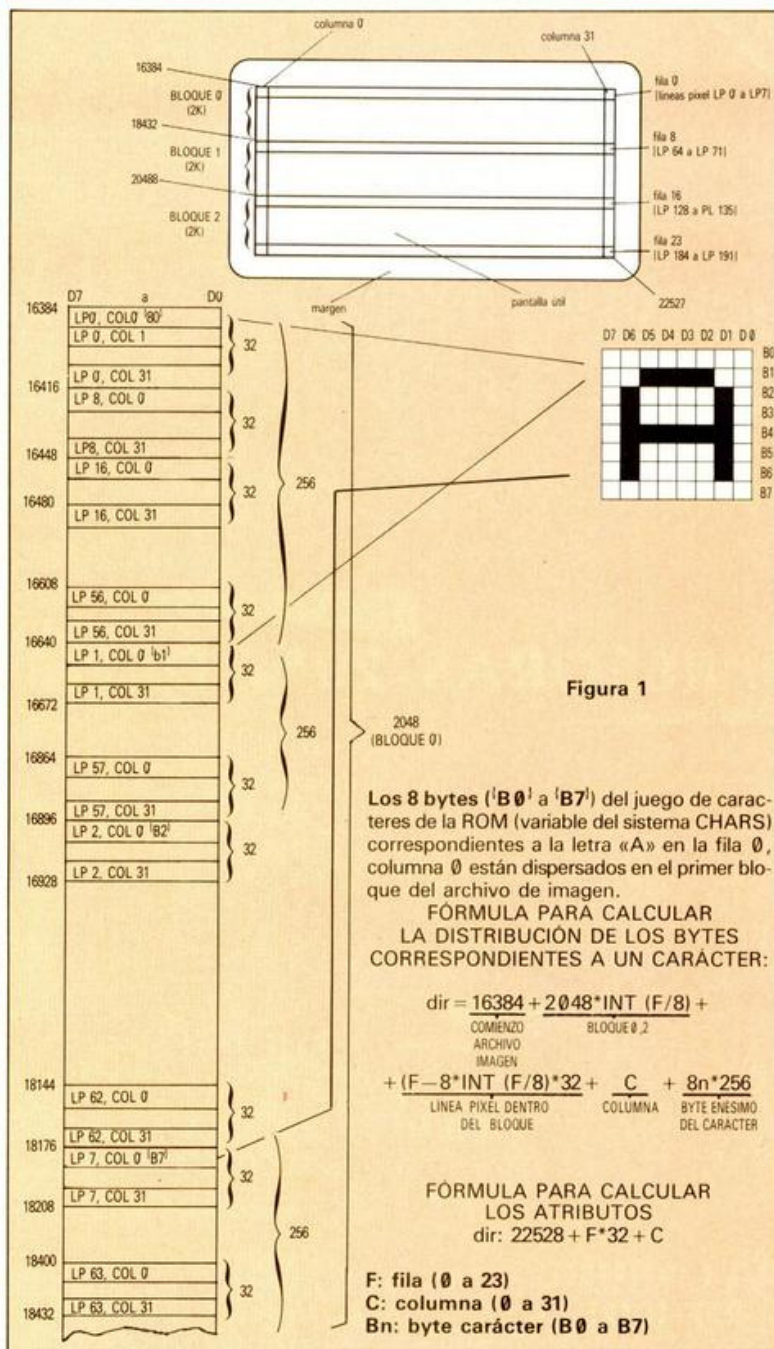 columna 0
columna 31
16384
BLOQUE 0
(2K)
18432
BLOQUE 1
(2K)
20488
BLOQUE 2
(2K)
fila 0
(lineas pixel LP 0 a LP7)
fila 8
(LP 64 a LP 71)
fila 16
(LP 128 a PL 135)
fila 23
(LP 184 a LP 191)
margen
pantalla útil
22527
D7 a D0
16384
LP0, COL0 (80)
LP 0, COL 1
32
LP 0, COL 31
16416
LP 8, COL 0
32
LP8, COL 31
16448
LP 16, COL 0
32
16480
LP 16, COL 31
256
16608
LP 56, COL 0
32
LP 56, COL 31
16640
LP 1, COL 0 (b1)
32
LP 1, COL 31
16672
256
16864
LP 57, COL 0
32
LP 57, COL 31
16896
LP 2, COL 0 (B2)
32
LP 2, COL 31
16928
2048
(BLOQUE 0)
18144
LP 62, COL 0
32
LP 62, COL 31
18176
LP 7, COL 0 (B7)
32
LP 7, COL 31
18208
256
18400
LP 63, COL 0
32
LP 63, COL 31
18432
D7 D6 D5 D4 D3 D2 D1 D0
B0
B1
B2
B3
B4
B5
B6
B7
Figura 1
Los 8 bytes ((B0) a (B7)) del juego de carac-
teres de la ROM (variable del sistema CHARS)
correspondientes a la letra «A» en la fila 0,
columna 0 están dispersados en el primer blo-
que del archivo de imagen.
FÓRMULA PARA CALCULAR
LA DISTRIBUCIÓN DE LOS BYTES
CORRESPONDIENTES A UN CARÁCTER:
dir = 16384 + 2048*INT (F/8) +
COMIENZO
ARCHIVO
IMAGEN
BLOQUE 0,2
+ (F-8*INT (F/8)*32 + C + 8n*256
LINEA PIXEL DENTRO
DEL BLOQUE
COLUMNA
BYTE ENESIMO
DEL CARACTER
FÓRMULA PARA CALCULAR
LOS ATRIBUTOS
dir: 22528 + F*32 + C
F: fila (0 a 23)
C: columna (0 a 31)
Bn: byte carácter (B0 a B7)